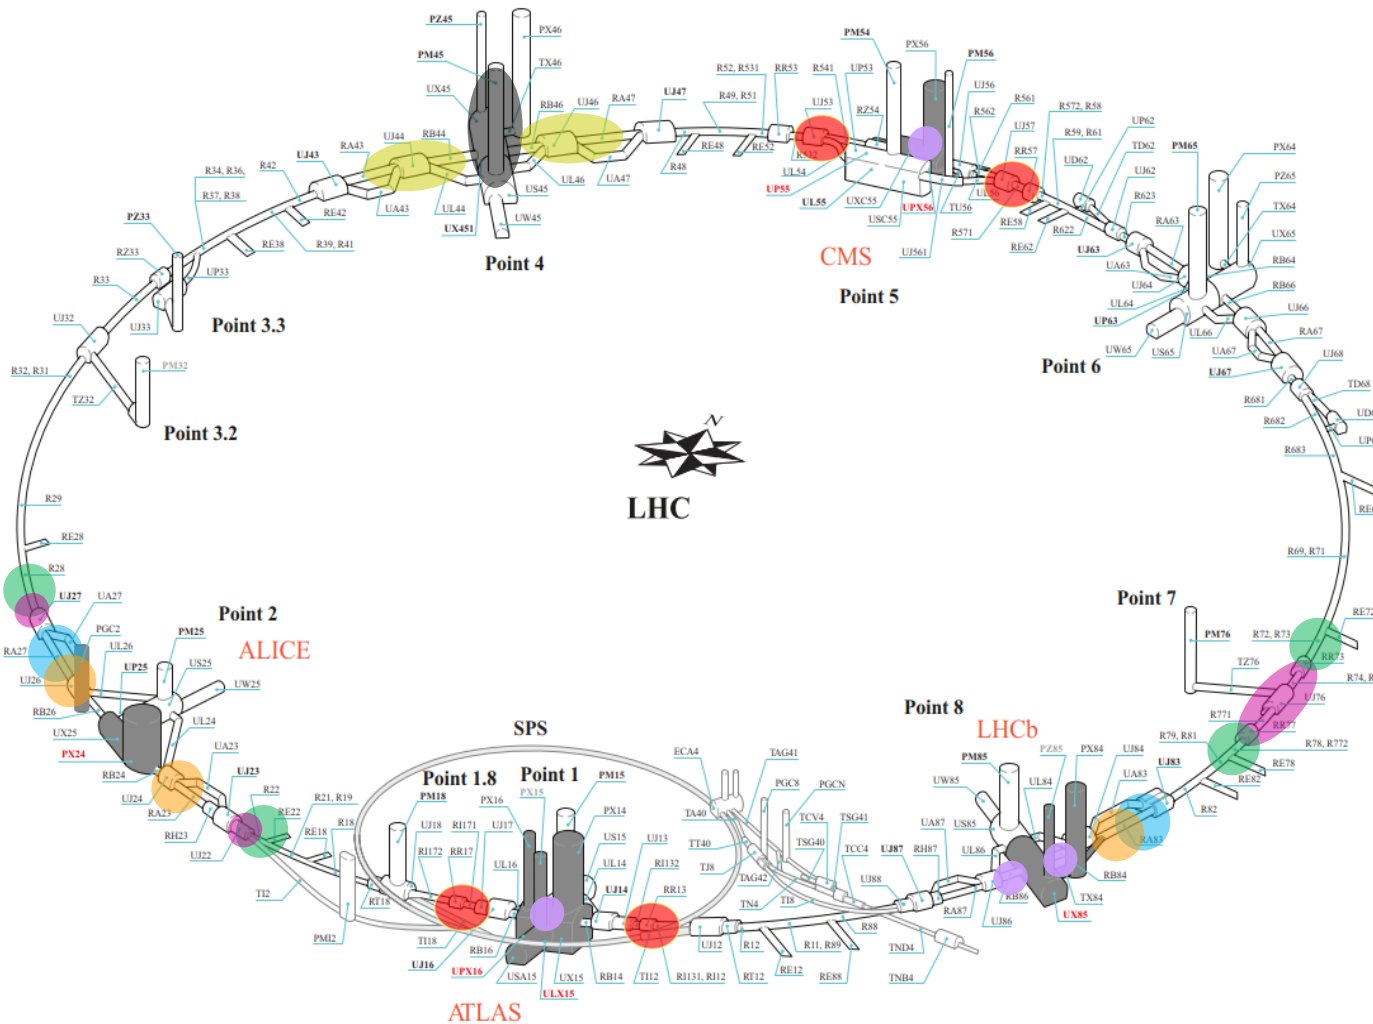 PZ45
PX46
PM45
TX46
UX45
RB46
UJ46
RA47
UJ47
R52, R531
R49, R51
RR53
R541
UP53
PM54
PX56
PM56
UJ56
R561
R562
UJ57
R572, R58
RR57
R59, R61
UP62
TD62
UD62
UJ62
R623
PM65
PX64
PZ65
TX64
UX65
RB64
RB66
UJ66
RA67
UJ68
TD68
RA63
UJ44
RB44
RA43
UJ43
R42
R34, R36,
R37, R38
PZ33
RZ33
R33
UP33
UJ33
UJ32
RE38
R39, R41
RE42
UA43
UL44
US45
UW45
UX451
UL46
UA47
R48
RE48
RE52
R532
UJ53
RZ54
UL54
UP55
UL55
UXC55
USC55
UPX56
TU56
UJ561
R571
RE58
RE62
R622
UJ63
UA63
UJ64
UL64
UP63
UW65
US65
UL66
UA67
UJ67
R681
R682
R683
Point 4
CMS
Point 5
Point 6
Point 3.3
PM32
R32, R31
TZ32
Point 3.2
N
LHC
R29
RE28
R28
UJ27
UA27
PGC2
RA27
UL26
UP25
UJ26
RB26
UX25
PX24
Point 2
ALICE
PM25
US25
UW25
UL24
RB24
UJ24
RA23
UA23
UJ23
RH23
UJ22
R22
RE22
R21, R19
RE18
R18
TI2
PMI2
RT18
SPS
Point 1.8
Point 1
PM18
UJ18
RI172
RI171
RR17
UJ17
UL16
PX16
PX15
PM15
PX14
US15
UL14
UJ14
UJ13
RI132
RR13
TI18
UJ16
RB16
UPX16
USA15
UX15
ULX15
RB14
TI12
RI131, RI12
UJ12
RT12
R12
RE12
R11, R89
RE88
R88
ATLAS
ECA4
TA40
TT40
TJ8
TAG41
TAG42
PGC8
PGCN
TCV4
TSG41
TSG40
TCC4
TN4
TI8
TND4
TNB4
UJ88
UJ87
UA87
RH87
RA87
UJ86
UL86
US85
UW85
PM85
Point 8
LHCb
PZ85
PX84
UL84
UJ84
UA83
UJ83
RA83
RB84
TX84
UX85
RB86
R82
RE82
R79, R81
R78, R772
RE78
R771
RR77
UJ76
RR73
R72, R73
RE72
R69, R71
Point 7
PM76
TZ76